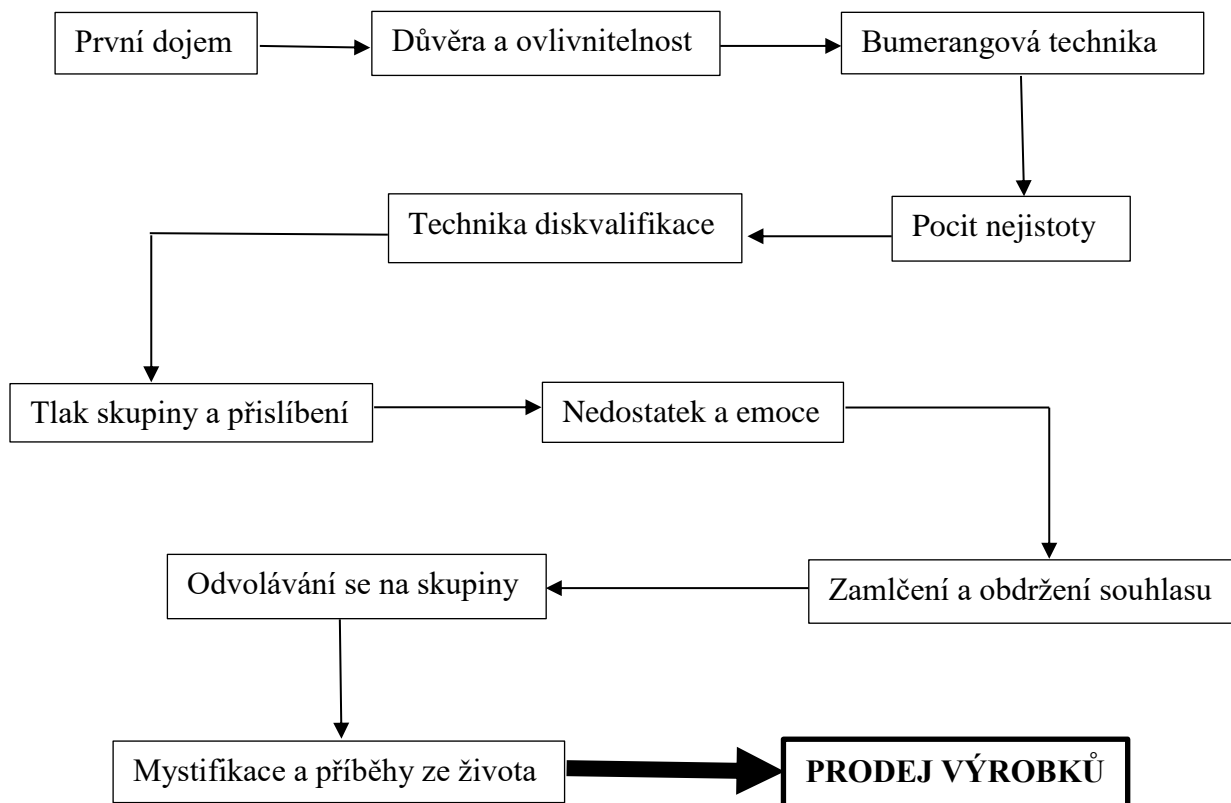 První dojem
Důvěra a ovlivnitelnost
Bumerangová technika
Pocit nejistoty
Technika diskvalifikace
Tlak skupiny a přislíbení
Nedostatek a emoce
Zamlčení a obdržení souhlasu
Odvolávání se na skupiny
Mystifikace a příběhy ze života
PRODEJ VÝROBKŮ